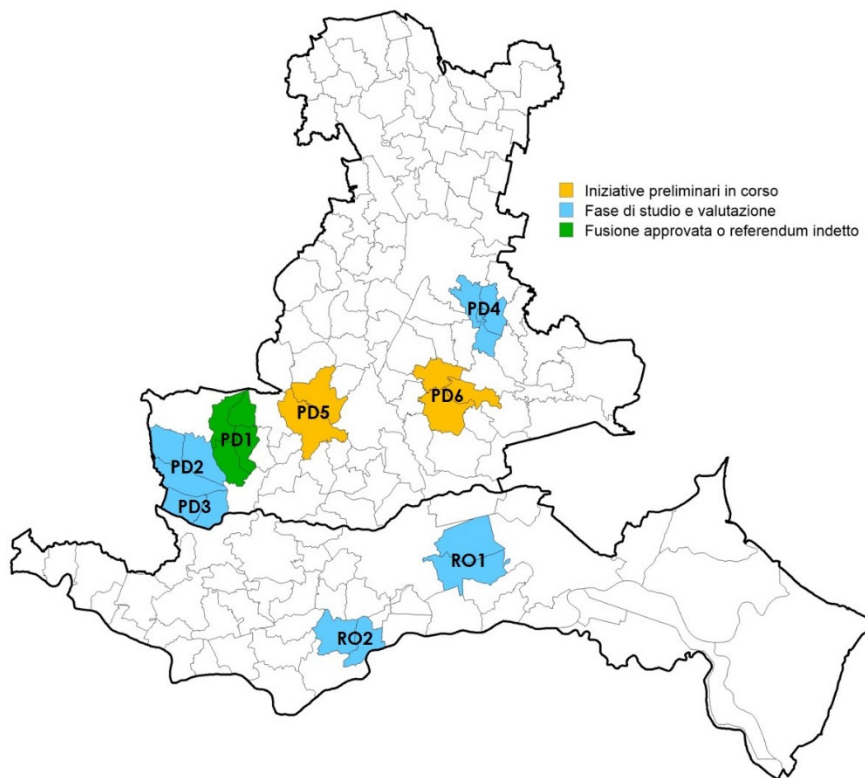 Iniziative preliminari in corso
Fase di studio e valutazione
Fusione approvata o referendum indetto
PD4
PD5
PD6
PD1
PD2
PD3
RO1
RO2